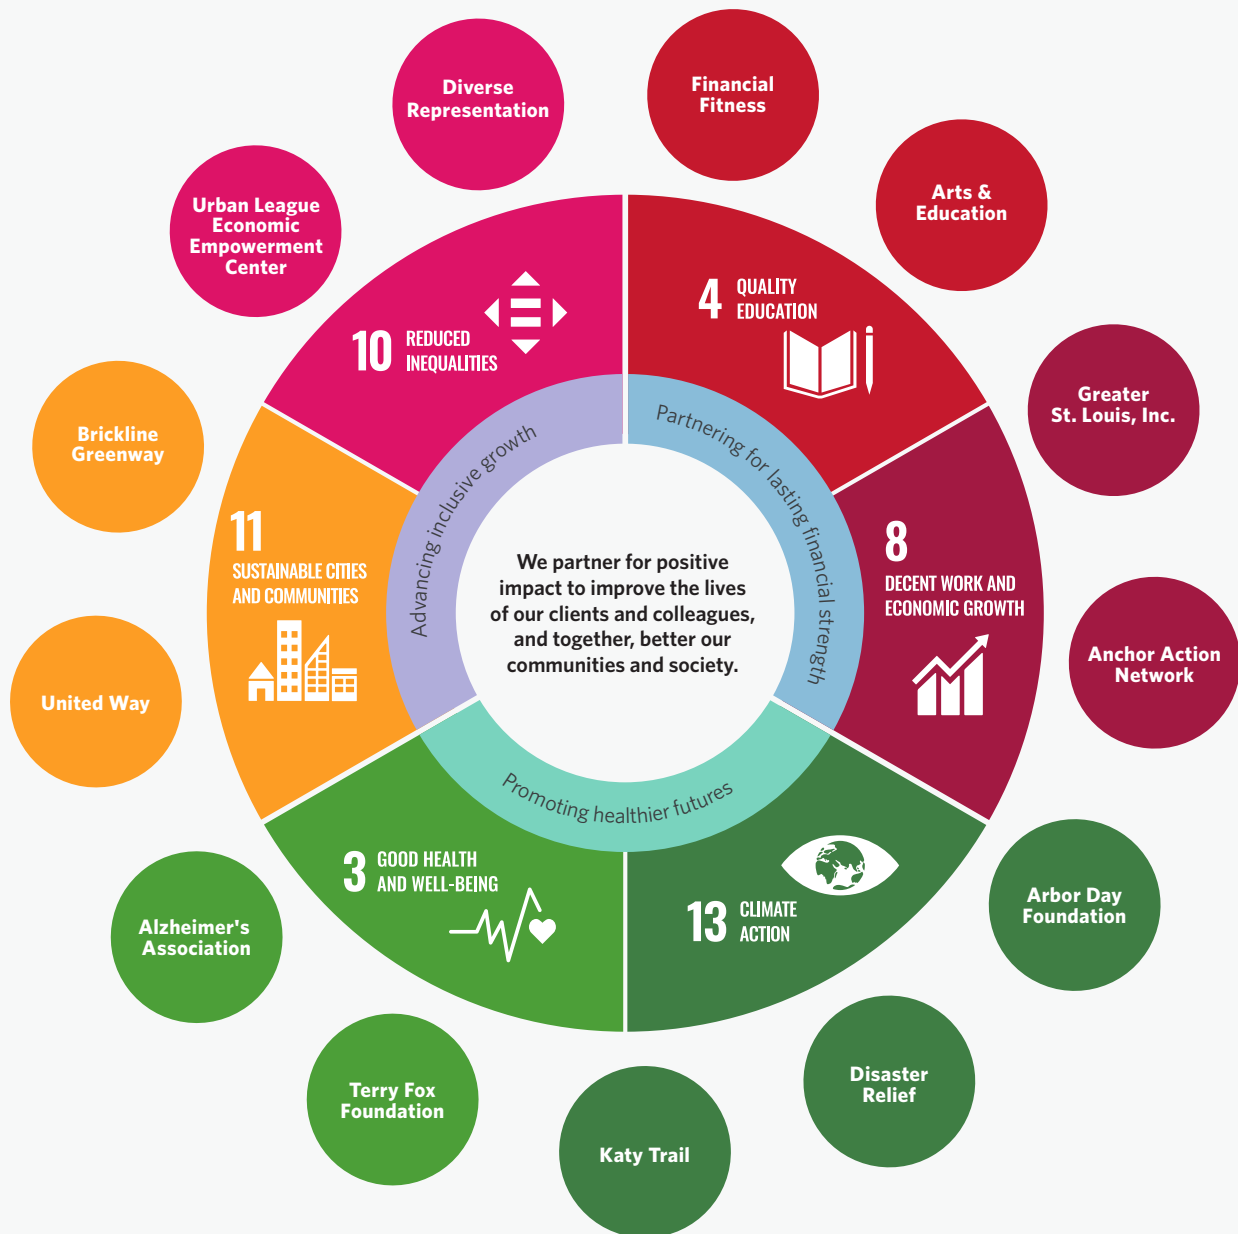 Diverse
Representation
Financial
Fitness
Urban League
Economic
Empowerment
Center
Arts &
Education
10 REDUCED
INEQUALITIES
4 QUALITY
EDUCATION
Brickline
Greenway
Greater
St. Louis, Inc.
Advancing inclusive growth
Partnering for lasting financial strength
11
SUSTAINABLE CITIES
AND COMMUNITIES
We partner for positive
impact to improve the lives
of our clients and colleagues,
and together, better our
communities and society.
8
DECENT WORK AND
ECONOMIC GROWTH
United Way
Anchor Action
Network
Promoting healthier futures
3 GOOD HEALTH
AND WELL-BEING
13 CLIMATE
ACTION
Alzheimer's
Association
Arbor Day
Foundation
Terry Fox
Foundation
Disaster
Relief
Katy Trail